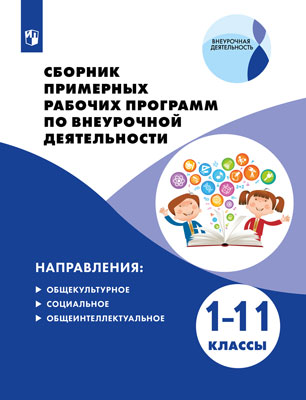 ВНЕУРОЧНАЯ
ДЕЯТЕЛЬНОСТЬ
СБОРНИК
ПРИМЕРНЫХ
РАБОЧИХ ПРОГРАММ
ПО ВНЕУРОЧНОЙ
ДЕЯТЕЛЬНОСТИ
НАПРАВЛЕНИЯ:
ОБЩЕКУЛЬТУРНОЕ
СОЦИАЛЬНОЕ
ОБЩЕИНТЕЛЛЕКТУАЛЬНОЕ
1–11
КЛАССЫ